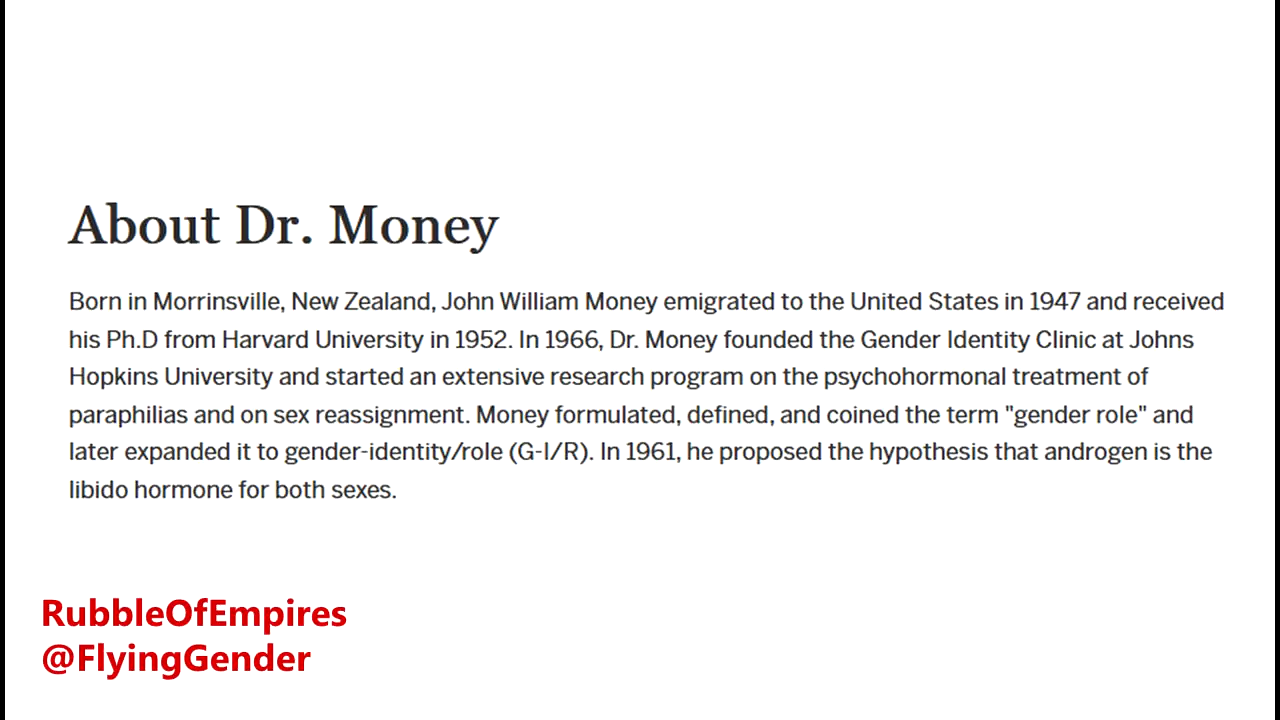 About Dr. Money
Born in Morrinsville, New Zealand, John William Money emigrated to the United States in 1947 and received
his Ph.D from Harvard University in 1952. In 1966, Dr. Money founded the Gender Identity Clinic at Johns
Hopkins University and started an extensive research program on the psychohormonal treatment of
paraphilias and on sex reassignment. Money formulated, defined, and coined the term "gender role" and
later expanded it to gender-identity/role (G-I/R). In 1961, he proposed the hypothesis that androgen is the
libido hormone for both sexes.
RubbleOfEmpires
@FlyingGender